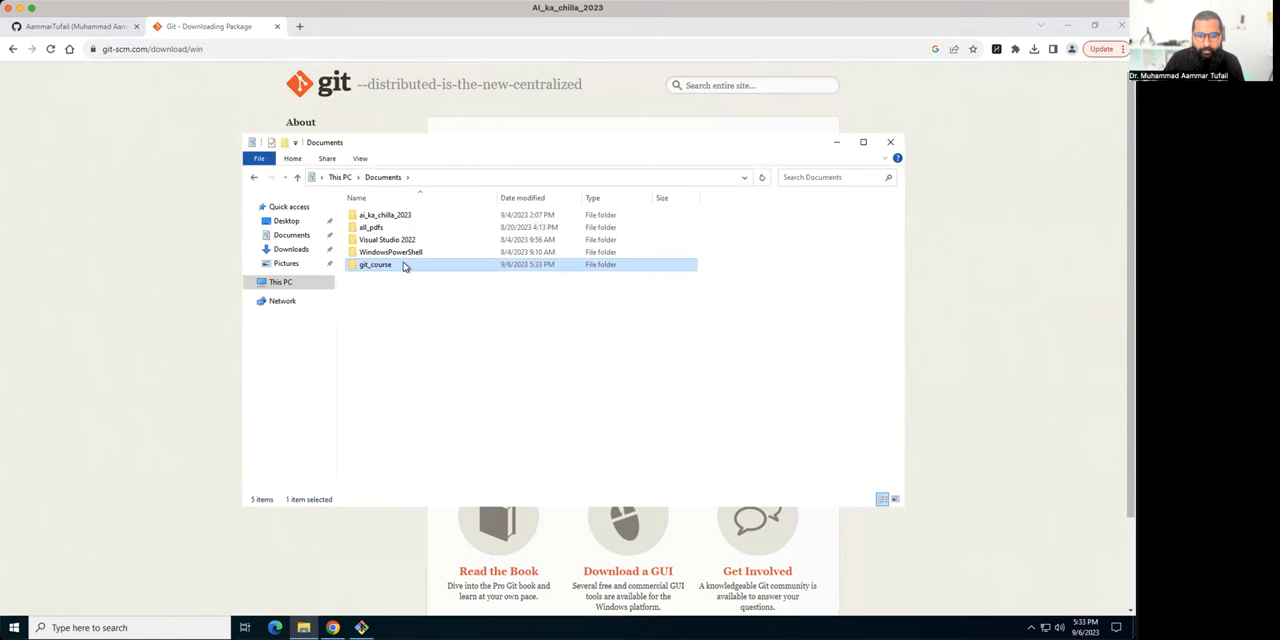 AI_ka_chilla_2023
AammarTufail (Muhammad Aam
Git - Downloading Package
git-scm.com/download/win
Update
git --distributed-is-the-new-centralized
Search entire site...
About
Dr. Muhammad Aammar Tufail
Documents
File Home Share View
This PC > Documents >
Search Documents
Name Date modified Type Size
Quick access
Desktop
Documents
Downloads
Pictures
This PC
Network
ai_ka_chilla_2023 9/4/2023 2:07 PM File folder
all_pdfs 8/20/2023 4:13 PM File folder
Visual Studio 2022 8/4/2023 9:56 AM File folder
WindowsPowerShell 8/4/2023 9:10 AM File folder
git_course 9/6/2023 5:33 PM File folder
5 items 1 item selected
Read the Book
Dive into the Pro Git book and
learn at your own pace.
Download a GUI
Several free and commercial GUI
tools are available for the
Windows platform.
Get Involved
A knowledgeable Git community is
available to answer your
questions.
Type here to search
5:33 PM
9/6/2023